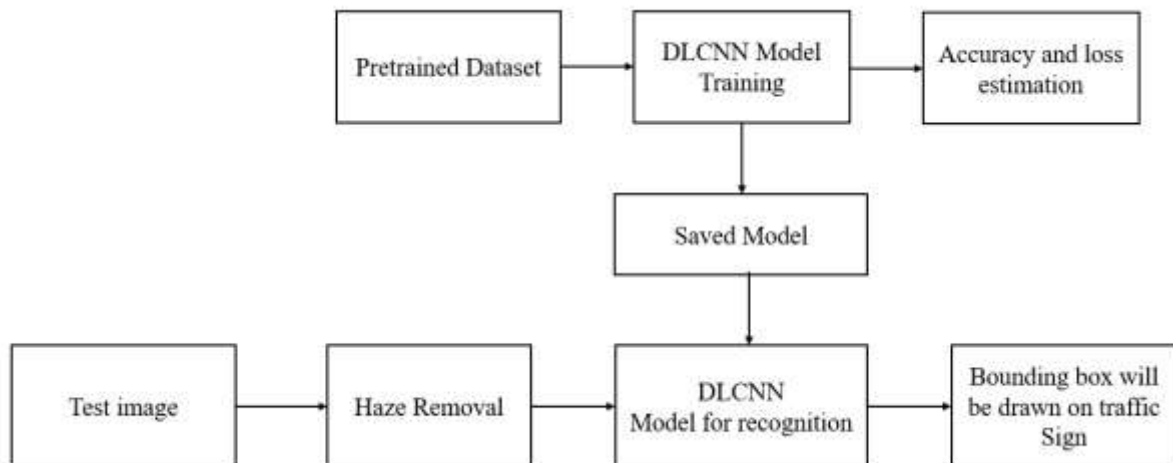 Pretrained Dataset
DLCNN Model
Training
Accuracy and loss
estimation
Saved Model
Test image
Haze Removal
DLCNN
Model for recognition
Bounding box will
be drawn on traffic
Sign